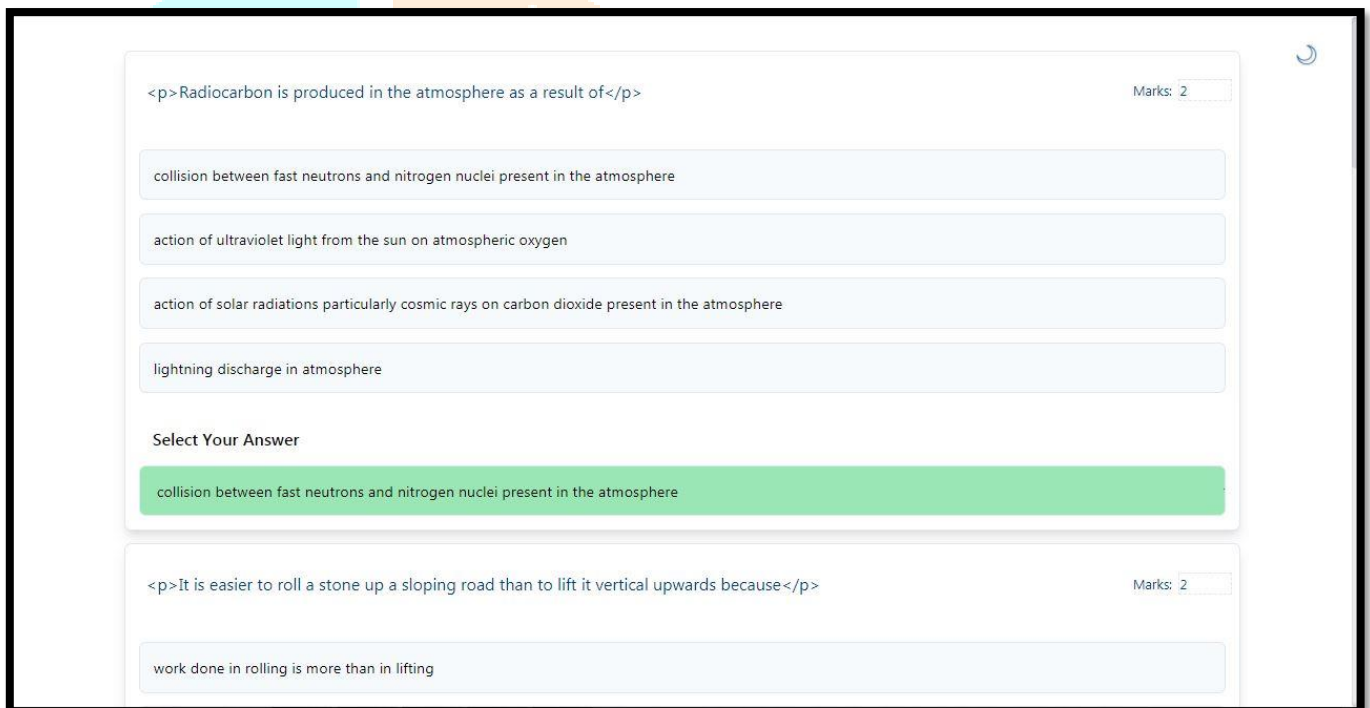 <p>Radiocarbon is produced in the atmosphere as a result of</p>
Marks: 2
collision between fast neutrons and nitrogen nuclei present in the atmosphere
action of ultraviolet light from the sun on atmospheric oxygen
action of solar radiations particularly cosmic rays on carbon dioxide present in the atmosphere
lightning discharge in atmosphere
Select Your Answer
collision between fast neutrons and nitrogen nuclei present in the atmosphere
<p>It is easier to roll a stone up a sloping road than to lift it vertical upwards because</p>
Marks: 2
work done in rolling is more than in lifting